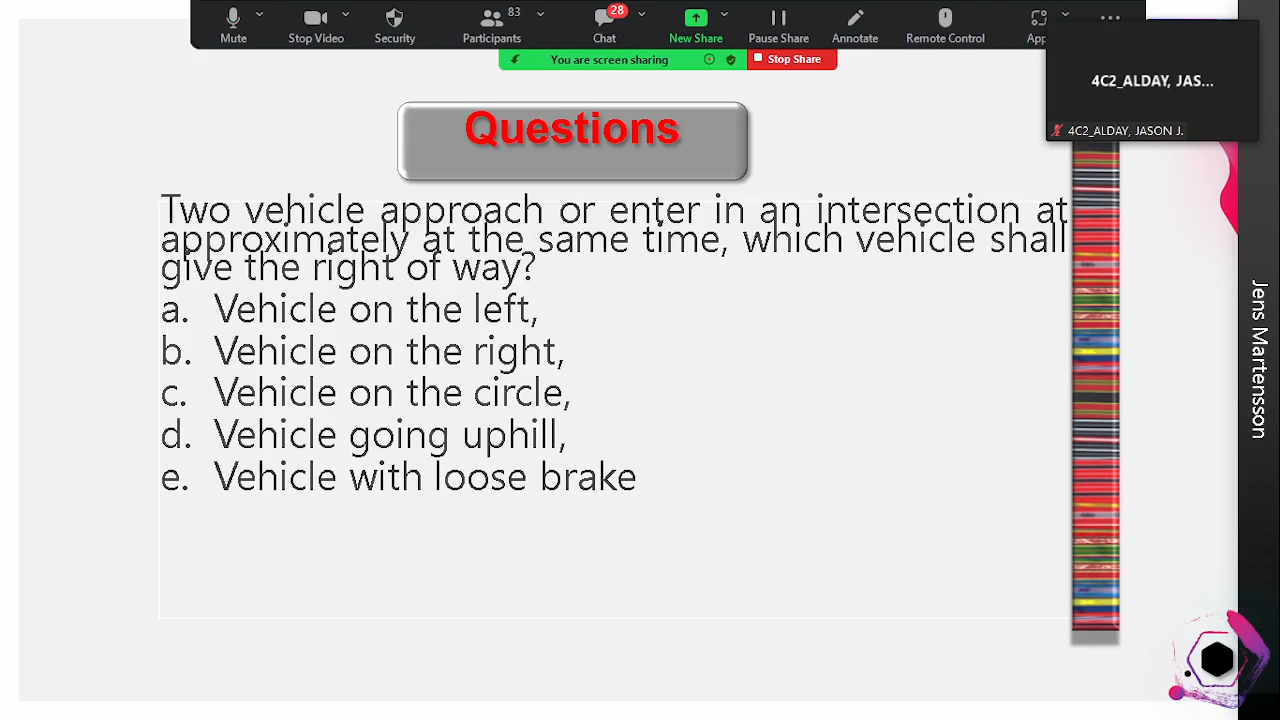 Mute
Stop Video
Security
83
Participants
28
Chat
New Share
Pause Share
Annotate
Remote Control
App
You are screen sharing
Stop Share
4C2_ALDAY, JAS...
4C2_ALDAY, JASON J.
Questions
Two vehicle approach or enter in an intersection at
approximately at the same time, which vehicle shall
give the right of way?
a. Vehicle on the left,
b. Vehicle on the right,
c. Vehicle on the circle,
d. Vehicle going uphill,
e. Vehicle with loose brake
Jens Martensson